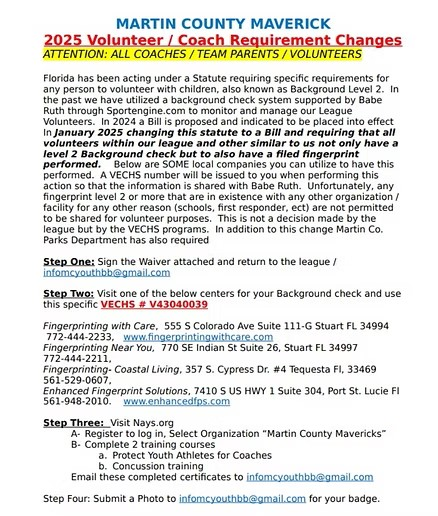 MARTIN COUNTY MAVERICK
2025 Volunteer / Coach Requirement Changes
ATTENTION: ALL COACHES / TEAM PARENTS / VOLUNTEERS
Florida has been acting under a Statute requiring specific requirements for
any person to volunteer with children, also known as Background Level 2. In
the past we have utilized a background check system supported by Babe
Ruth through Sportengine.com to monitor and manage our League
Volunteers. In 2024 a Bill is proposed and indicated to be placed into effect
In January 2025 changing this statute to a Bill and requiring that all
volunteers within our league and other similar to us not only have a
level 2 Background check but to also have a filed fingerprint
performed. Below are SOME local companies you can utilize to have this
performed. A VECHS number will be issued to you when performing this
action so that the information is shared with Babe Ruth. Unfortunately, any
fingerprint level 2 or more that are in existence with any other organization /
facility for any other reason (schools, first responder, ect) are not permitted
to be shared for volunteer purposes. This is not a decision made by the
league but by the VECHS programs. In addition to this change Martin Co.
Parks Department has also required
Step One: Sign the Waiver attached and return to the league /
infomcyouthbb@gmail.com
Step Two: Visit one of the below centers for your Background check and use
this specific VECHS # V43040039
Fingerprinting with Care, 555 S Colorado Ave Suite 111-G Stuart FL 34994
772-444-2233, www.fingerprintingwithcare.com
Fingerprinting Near You, 770 SE Indian St Suite 26, Stuart FL 34997
772-444-2211,
Fingerprinting- Coastal Living, 357 S. Cypress Dr. #4 Tequesta Fl, 33469
561-529-0607,
Enhanced Fingerprint Solutions, 7410 S US HWY 1 Suite 304, Port St. Lucie Fl
561-948-2010. www.enhancedfps.com
Step Three: Visit Nays.org
A- Register to log in, Select Organization “Martin County Mavericks”
B- Complete 2 training courses
a. Protect Youth Athletes for Coaches
b. Concussion training
Email these completed certificates to infomcyouthbb@gmail.com
Step Four: Submit a Photo to infomcyouthbb@gmail.com for your badge.